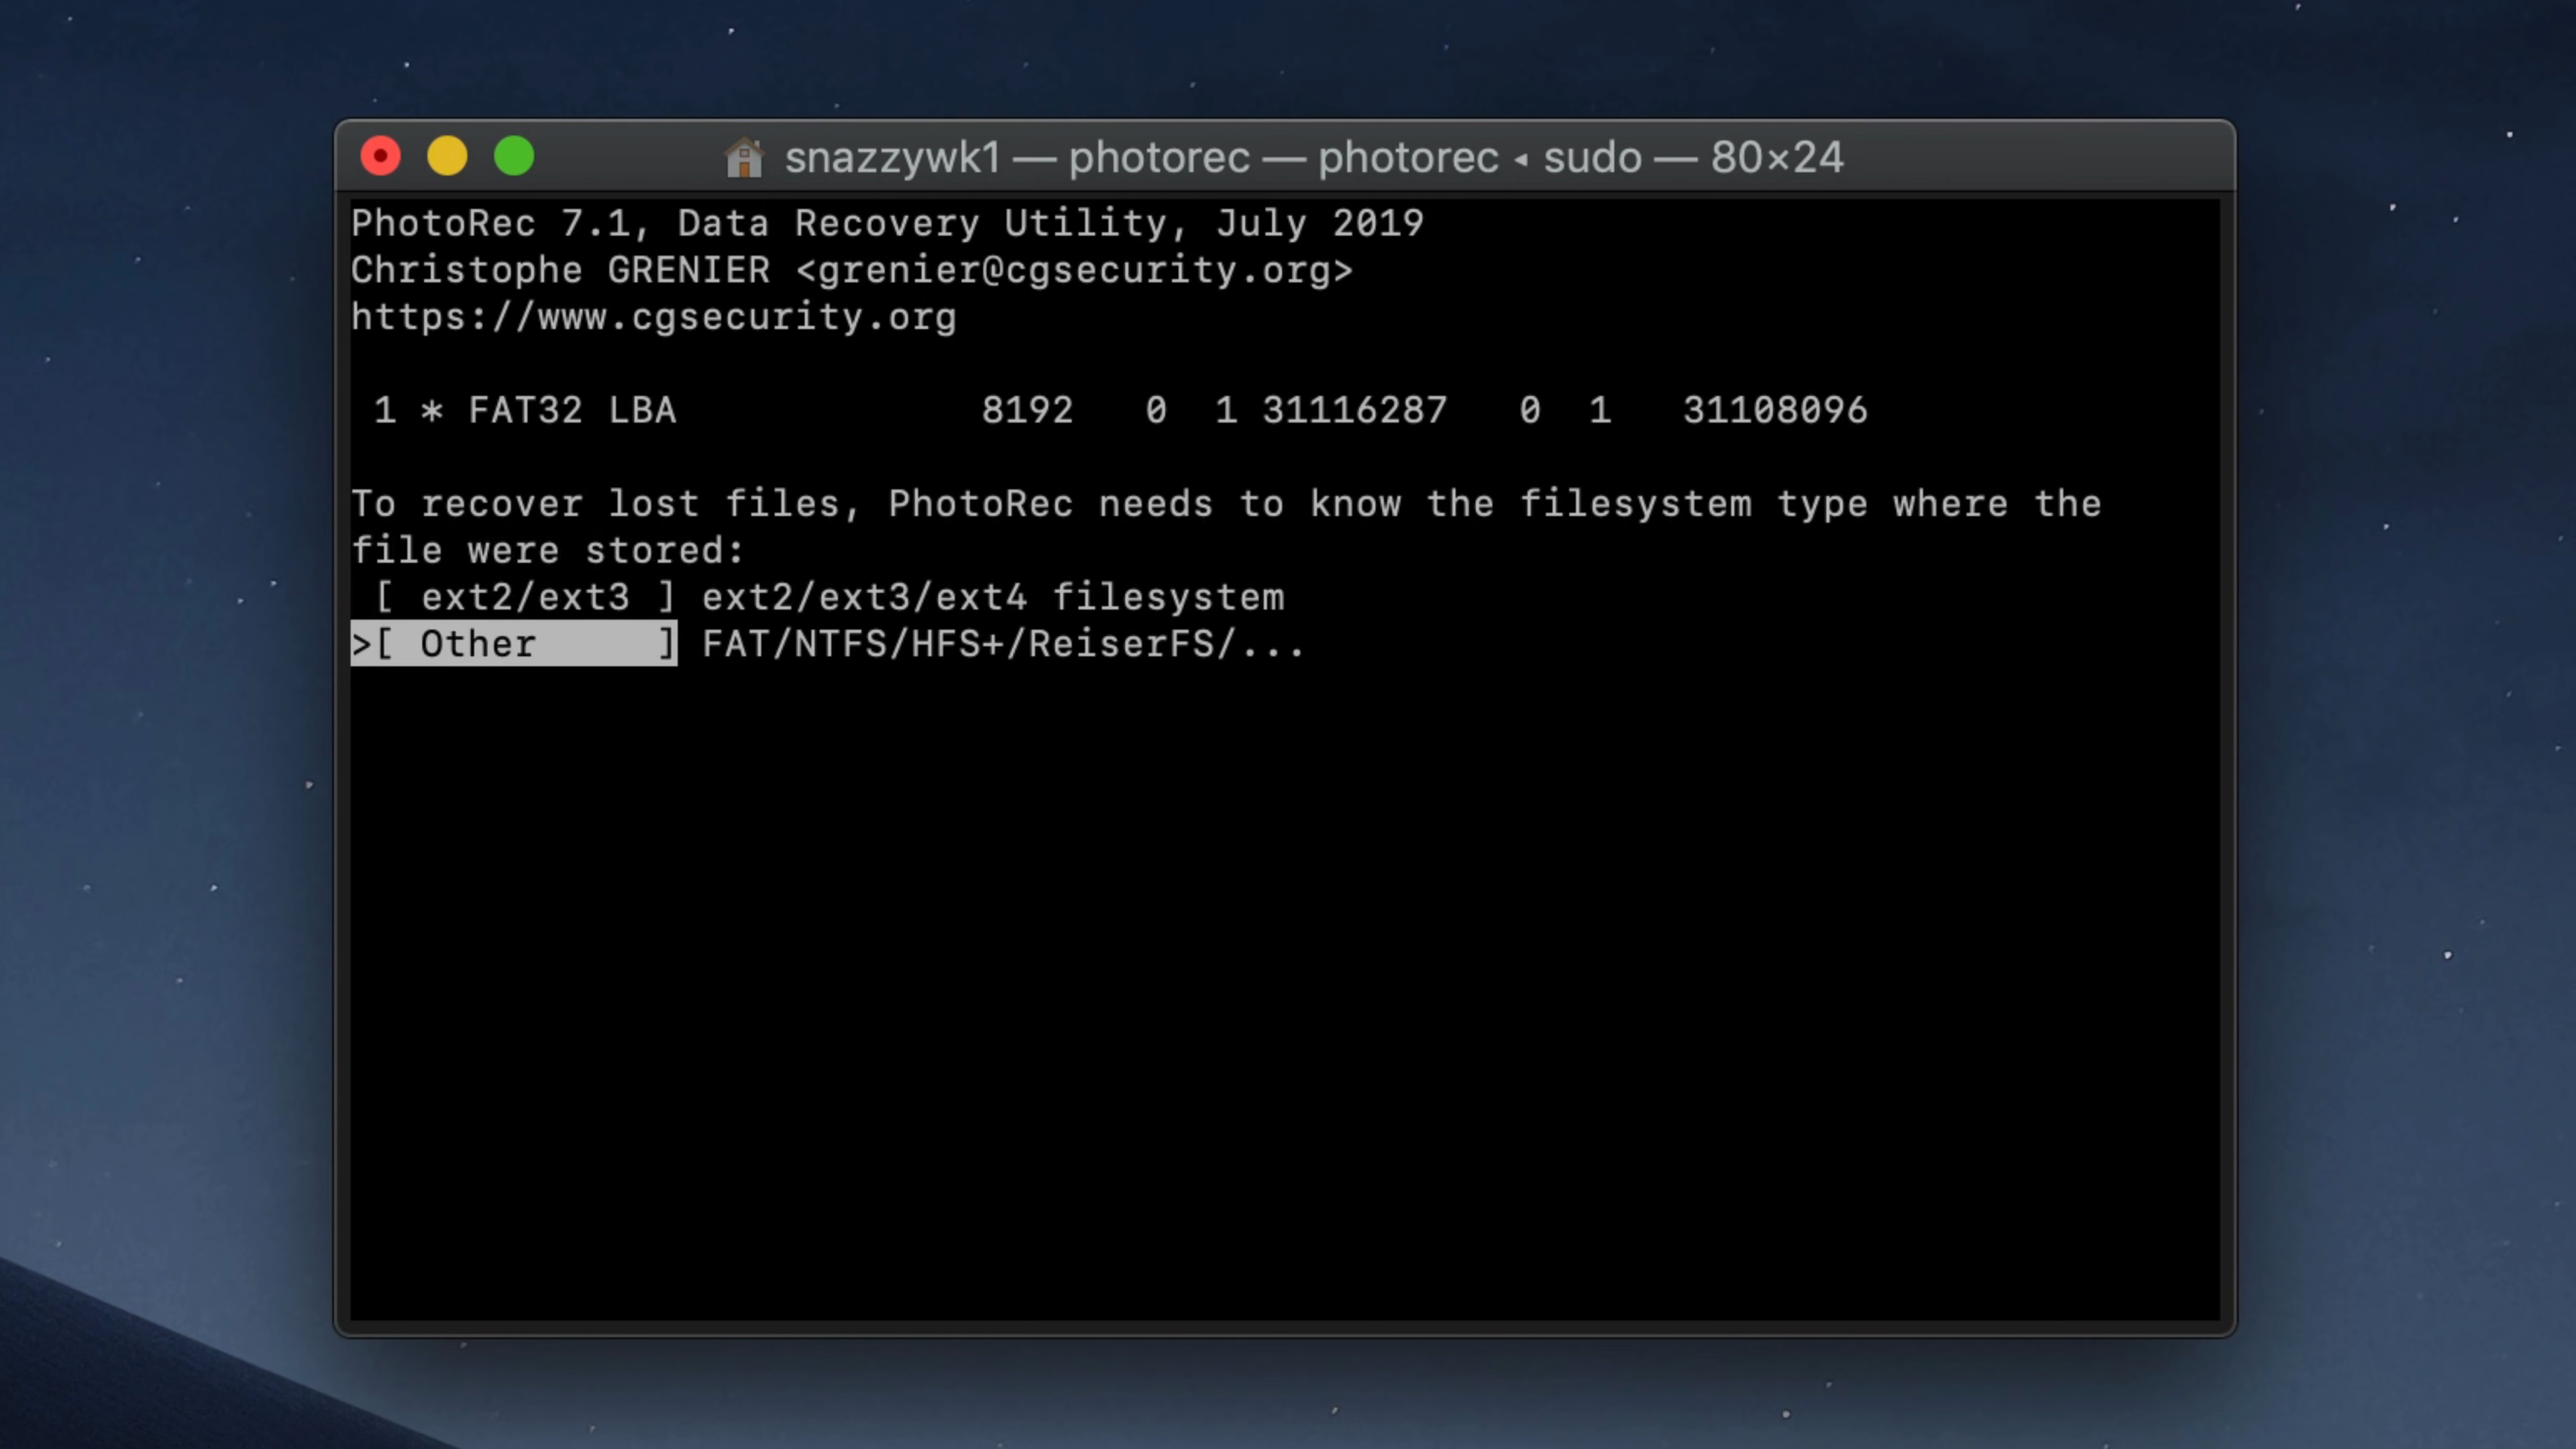 snazzywk1 — photorec — photorec ◂ sudo — 80×24
PhotoRec 7.1, Data Recovery Utility, July 2019
Christophe GRENIER <grenier@cgsecurity.org>
https://www.cgsecurity.org
1 * FAT32 LBA 8192 0 1 31116287 0 1 31108096
To recover lost files, PhotoRec needs to know the filesystem type where the
file were stored:
[ ext2/ext3 ] ext2/ext3/ext4 filesystem
>[ Other ] FAT/NTFS/HFS+/ReiserFS/...